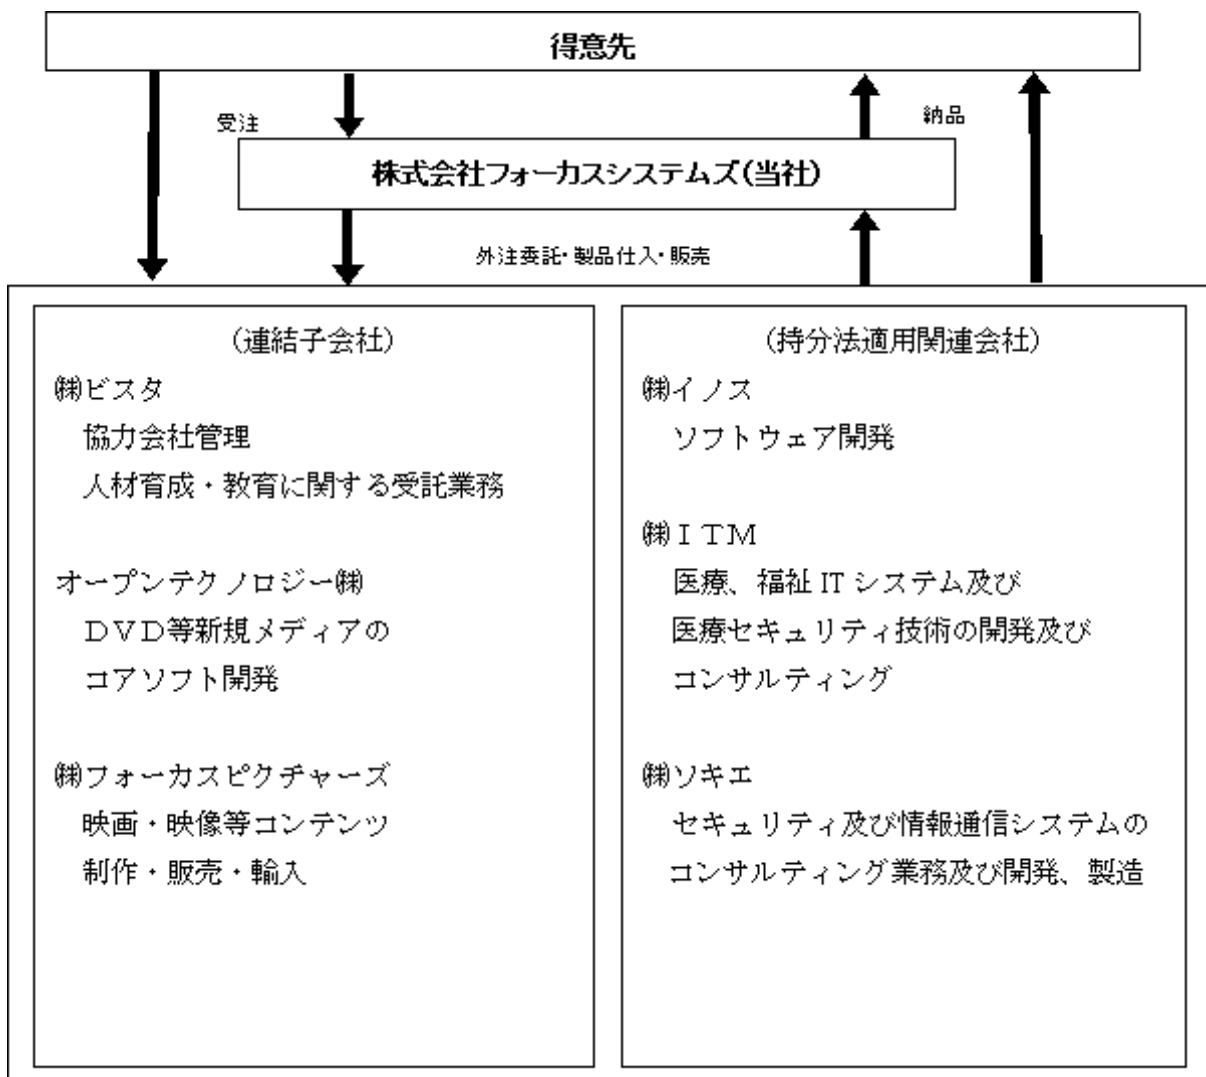 得意先
受注
納品
株式会社フォーカスシステムズ(当社)
外注委託・製品仕入・販売
(連結子会社)
㈱ビスタ
協力会社管理
人材育成・教育に関する受託業務
オープンテクノロジー㈱
DVD等新規メディアの
コアソフト開発
㈱フォーカスピクチャーズ
映画・映像等コンテンツ
制作・販売・輸入
(持分法適用関連会社)
㈱イノス
ソフトウェア開発
㈱ITM
医療、福祉ITシステム及び
医療セキュリティ技術の開発及び
コンサルティング
㈱ソキエ
セキュリティ及び情報通信システムの
コンサルティング業務及び開発、製造